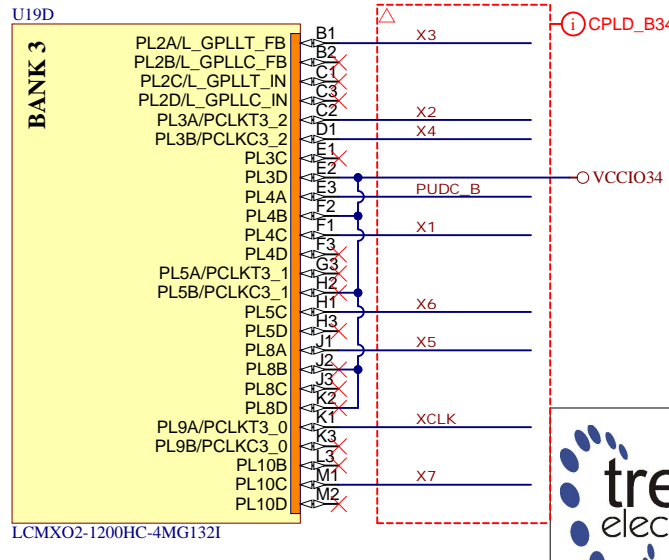 U19D
BANK 3
CPLD_B34
PL2A/L_GPLLT_FB B1 X3
PL2B/L_GPLLC_FB B2
PL2C/L_GPLLT_IN C1
PL2D/L_GPLLC_IN C3
PL3A/PCLKT3_2 C2 X2
PL3B/PCLKC3_2 D1 X4
PL3C E1
PL3D E2 VCCIO34
PL4A E3 PUDC_B
PL4B F2
PL4C F1 X1
PL4D F3
PL5A/PCLKT3_1 G3
PL5B/PCLKC3_1 H2
PL5C H1 X6
PL5D H3
PL8A J1 X5
PL8B J2
PL8C J3
PL8D K2
PL9A/PCLKT3_0 K1 XCLK
PL9B/PCLKC3_0 K3
PL10B L3
PL10C M1 X7
PL10D M2
LCMXO2-1200HC-4MG132I
tre
elec